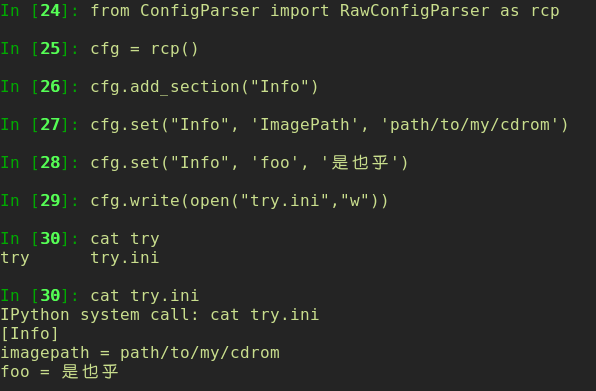 In [24]: from ConfigParser import RawConfigParser as rcp
In [25]: cfg = rcp()
In [26]: cfg.add_section("Info")
In [27]: cfg.set("Info", 'ImagePath', 'path/to/my/cdrom')
In [28]: cfg.set("Info", 'foo', '是也乎')
In [29]: cfg.write(open("try.ini","w"))
In [30]: cat try
try      try.ini
In [30]: cat try.ini
IPython system call: cat try.ini
[Info]
imagepath = path/to/my/cdrom
foo = 是也乎